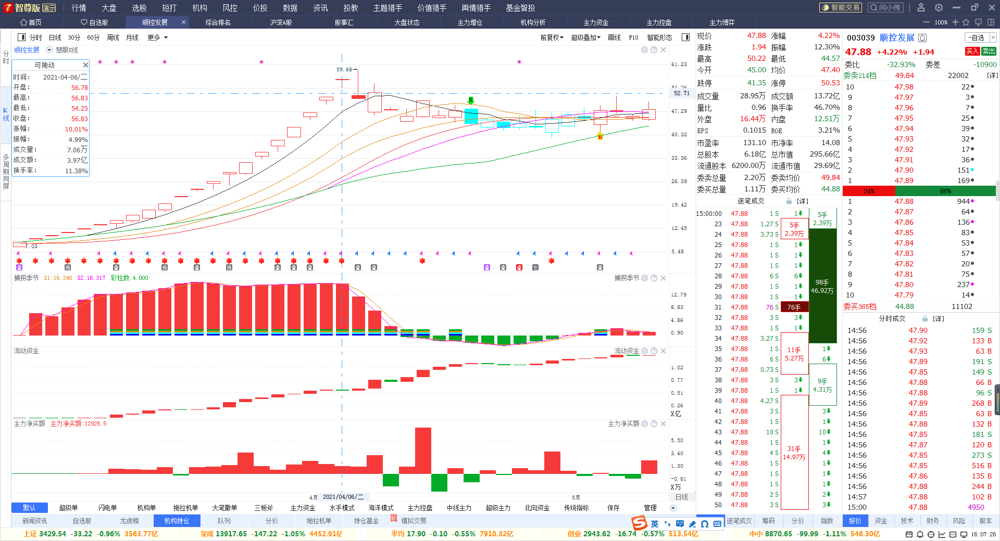 智尊版 演示 行情 大盘 选股 短打 机构 风控 价投 数据 资讯 投教 主题猎手 价值猎手 舆情猎手 基金智投 智能交易 问小传
首页 自选股 顺控发展 × 综合排名 沪深A股 股事汇 大盘状态 主力增仓 机构分析 主力资金 主力控盘 主力博弈 100%
分时 日线 30分 60分 周线 月线 更多 前复权 超级叠加 画线 F10 智能形态
顺控发展 慧眼K线
分时
K线
多周期同屏
可拖动 ×
时间: 2021-04-06/二
开盘: 56.78
最高: 56.83
最低: 54.25
收盘: 56.83
涨幅: 10.01%
振幅: 4.99%
成交量: 7.06万
成交额: 3.97亿
换手率: 11.38%
59.68
7.03
S
B
61.23
54.26
52.71
47.29
40.32
33.36
26.39
19.42
12.45
5.48
捕捞季节 X1:16.346 X2:16.317 彩柱数:4.000 捕捞季节
12.79
8.83
4.86
0.90
流动资金 流动资金
1.02
0.77
0.51
0.26
X亿
主力净买额 主力净买额:12926.5 主力净买额
5.50
3.40
1.30
-0.81
X万
4月 2021/04/06/二 5月 日线
默认 超级单 闪电单 机构单 拖拉机单 大笔撤单 三板斧 主力资金 水手模式 海洋模式 主力控盘 中线主力 超级主力 北向资金 传统指标 保存 管理
新闻资讯 自选股 龙虎榜 机构持仓 队列 分价 拖拉机单 持仓基金 新 模拟交易
现价 47.88 涨幅 4.22%
涨跌 1.94 振幅 12.30%
最高 50.22 最低 44.57
今开 45.00 均价 47.40
跌停 41.35 涨停 50.53
成交量 28.95万 成交额 13.72亿
量比 0.96 换手率 46.70%
外盘 16.44万 内盘 12.51万
EPS 0.1015 ROE 3.21%
市盈率 131.10 市净率 14.08
总股本 6.18亿 总市值 295.66亿
流通股本 6200.00万 流通市值 29.69亿
委卖总量 2.20万 委卖均价 49.84
委买总量 1.11万 委买均价 44.88
逐笔成交 [详]
15:00:00 47.88 1 S 1
23 47.88 1.27 S
24 47.88 3.73 S
25 47.88 1 S 1
26 47.88 1 S 1
27 47.88 1 S 1
28 47.88 6 S 6
29 47.88 1 S 1
30 47.88 1 S 1
31 47.88 76 S 76手
32 47.88 3 S 3
33 47.88 1 S 1
34 47.88 3.27 S
35 47.88 1 S 1
36 47.88 6 S 6
37 47.88 0.73 S
38 47.88 3 S 3
39 47.88 1 S 1
40 47.88 4.27 S
41 47.88 3 S 3
42 47.88 1 S 1
43 47.88 10 S 10
44 47.88 1 S 1
45 47.88 4 S 4
46 47.88 1 S 1
47 47.88 1 S 1
48 47.88 1 S 1
49 47.88 2 S 2
50 47.88 3 S 3
5手
2.39万
5手
2.39万
98手
46.92万
11手
5.27万
9手
4.31万
31手
14.97万
逐笔成交 筹码 分价 指数
003039 顺控发展 -自选
47.88 +4.22% +1.94 买入 卖出
委比 -32.93% 委差 -10900
委卖214档 49.84 22002 [详]
10 47.98 22
9 47.97 3
8 47.96 7
7 47.95 25
6 47.94 39
5 47.93 32
4 47.92 17
3 47.91 36
2 47.90 151
1 47.89 169
34% 66%
1 47.88 944
2 47.87 64
3 47.86 136
4 47.85 83
5 47.84 53
6 47.83 57
7 47.82 20
8 47.81 75
9 47.80 237
10 47.79 14
委买365档 44.88 11102
分时成交 [详]
14:56 47.90 159 S
14:56 47.92 133 B
14:56 47.93 63 B
14:56 47.89 191 S
14:56 47.85 149 S
14:56 47.88 66 B
14:56 47.88 96 S
14:56 47.89 268 B
14:56 47.85 63 B
14:56 47.88 132 B
14:56 47.85 181 S
14:56 47.87 120 B
14:56 47.85 273 S
14:56 47.85 516 B
14:56 47.86 135 B
14:56 47.88 244 B
14:57 47.88 102 B
15:00 47.88 4950
报价 资金 技术 财务 风险 股本
英
上证 3429.54 -33.22 -0.96% 3563.77亿 深成 13917.65 -147.22 -1.05% 4452.91亿 平均 17.90 -0.10 -0.55% 7910.32亿 创业 2943.62 -16.74 -0.57% 513.54亿 中小 8870.65 -99.99 -1.11% 546.30亿 16:07:26